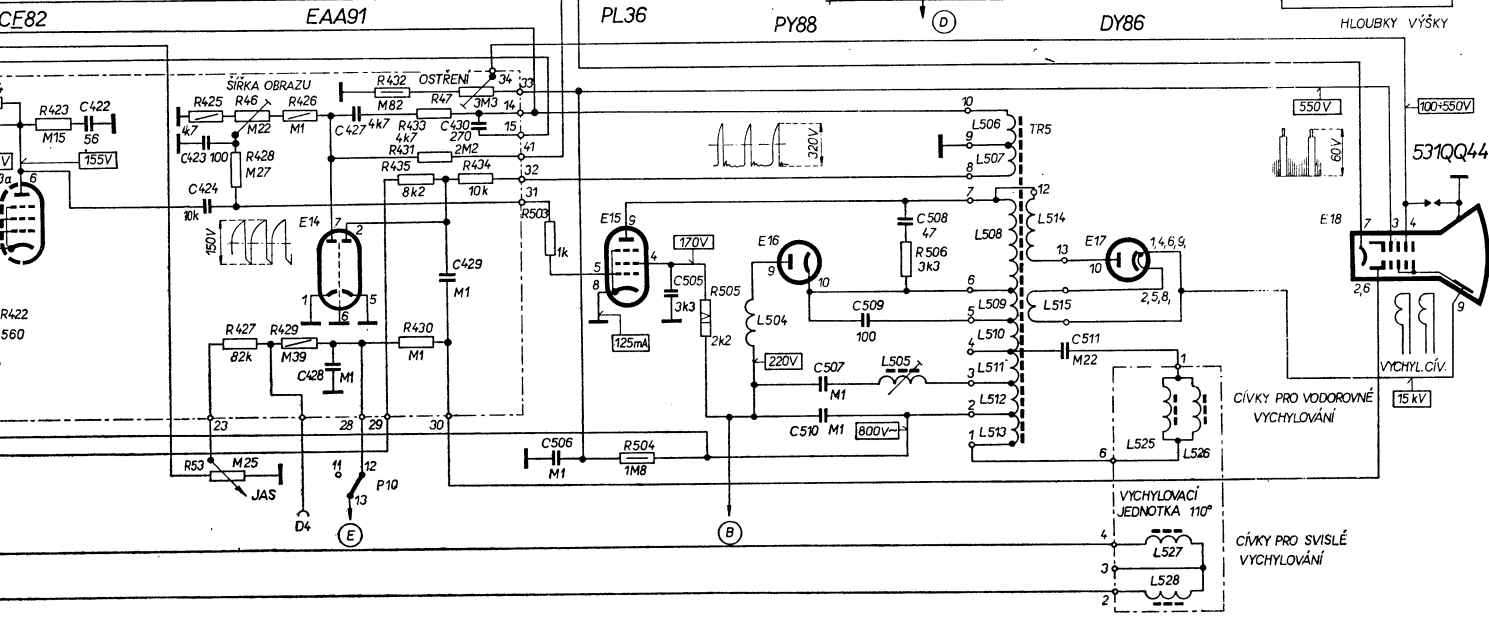 CF82
EAA91
PL36
PY88
D
DY86
HLOUBKY VÝŠKY
ŠÍŘKA OBRAZU
R432
OSTŘENÍ
34
33
M82
3M3
R423
C422
M15
56
R425
R46
R426
4k7
M22
M1
C427
4k7
R47
R433
4k7
C430
270
14
15
155V
C423 100
R428
M27
R431
2M2
41
R435
8k2
R434
10k
32
31
6
C424
10k
150V
E14
7
2
1
5
6
C429
M1
R503
1k
E15
9
5
8
4
170V
C505
3k3
125mA
R505
2k2
L504
220V
E16
9
10
C508
47
R506
3k3
C509
100
C507
M1
L505
C510
M1
800V~
320V
10
9
8
7
6
5
4
3
2
1
L506
L507
L508
L509
L510
L511
L512
L513
TR5
12
L514
13
L515
E17
10
1,4,6,9,
2,5,8,
550V
100÷550V
60V
531QQ44
E18
7
3
4
2,6
9
VYCHYL.CÍV.
15 kV
C511
M22
1
L525
L526
6
CÍVKY PRO VODOROVNÉ
VYCHYLOVÁNÍ
VYCHYLOVACÍ
JEDNOTKA 110°
4
L527
3
L528
2
CÍVKY PRO SVISLÉ
VYCHYLOVÁNÍ
R422
560
R427
82k
R429
M39
C428
M1
R430
M1
23
28
29
30
R53
M25
JAS
D4
11
12
13
P10
E
C506
M1
R504
1M8
B